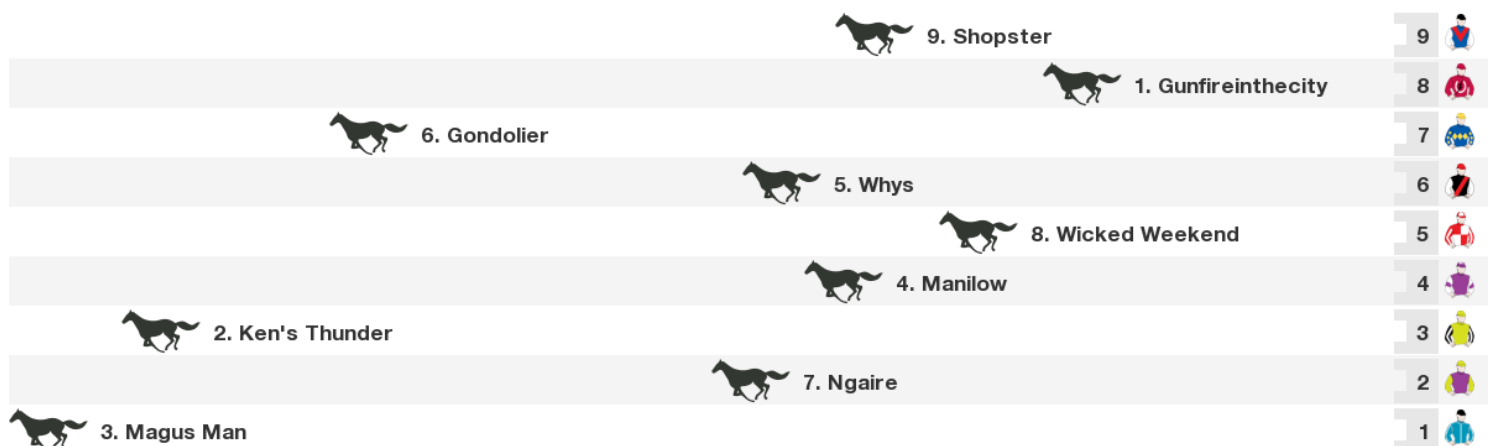 9. Shopster 9
1. Gunfireinthecity 8
6. Gondolier 7
5. Whys 6
8. Wicked Weekend 5
4. Manilow 4
2. Ken's Thunder 3
7. Ngaire 2
3. Magus Man 1